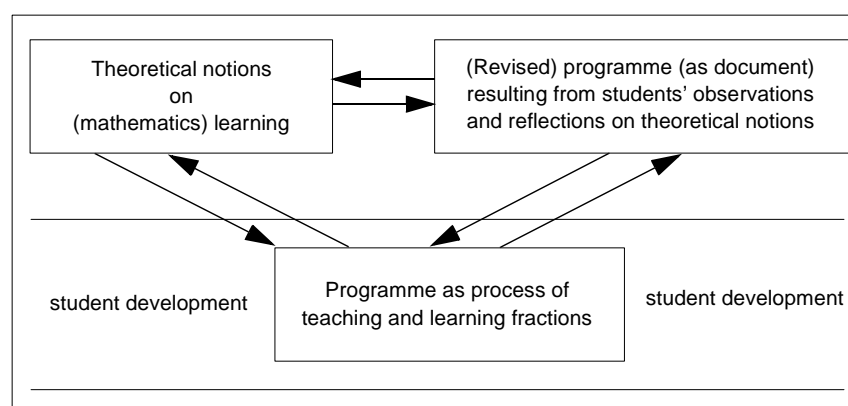 Theoretical notions
on
(mathematics) learning
(Revised) programme (as document)
resulting from students’ observations
and reflections on theoretical notions
student development
Programme as process of
teaching and learning fractions
student development